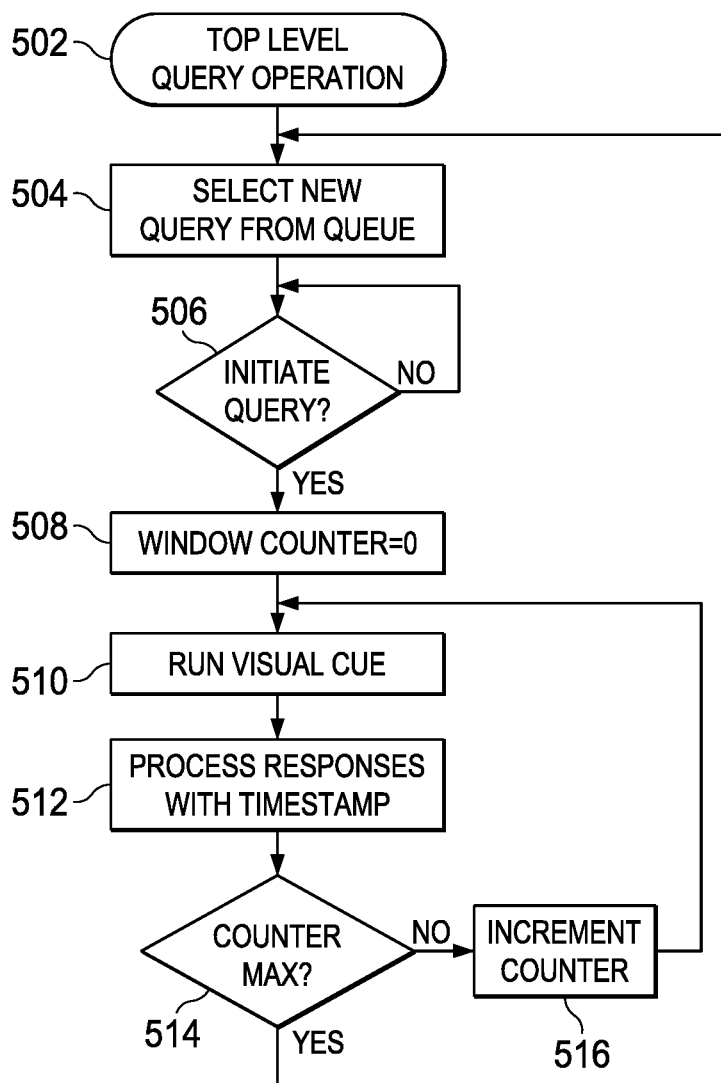 502
TOP LEVEL
QUERY OPERATION
504
SELECT NEW
QUERY FROM QUEUE
506
INITIATE
QUERY?
NO
YES
508
WINDOW COUNTER=0
510
RUN VISUAL CUE
512
PROCESS RESPONSES
WITH TIMESTAMP
COUNTER
MAX?
NO
INCREMENT
COUNTER
514
YES
516